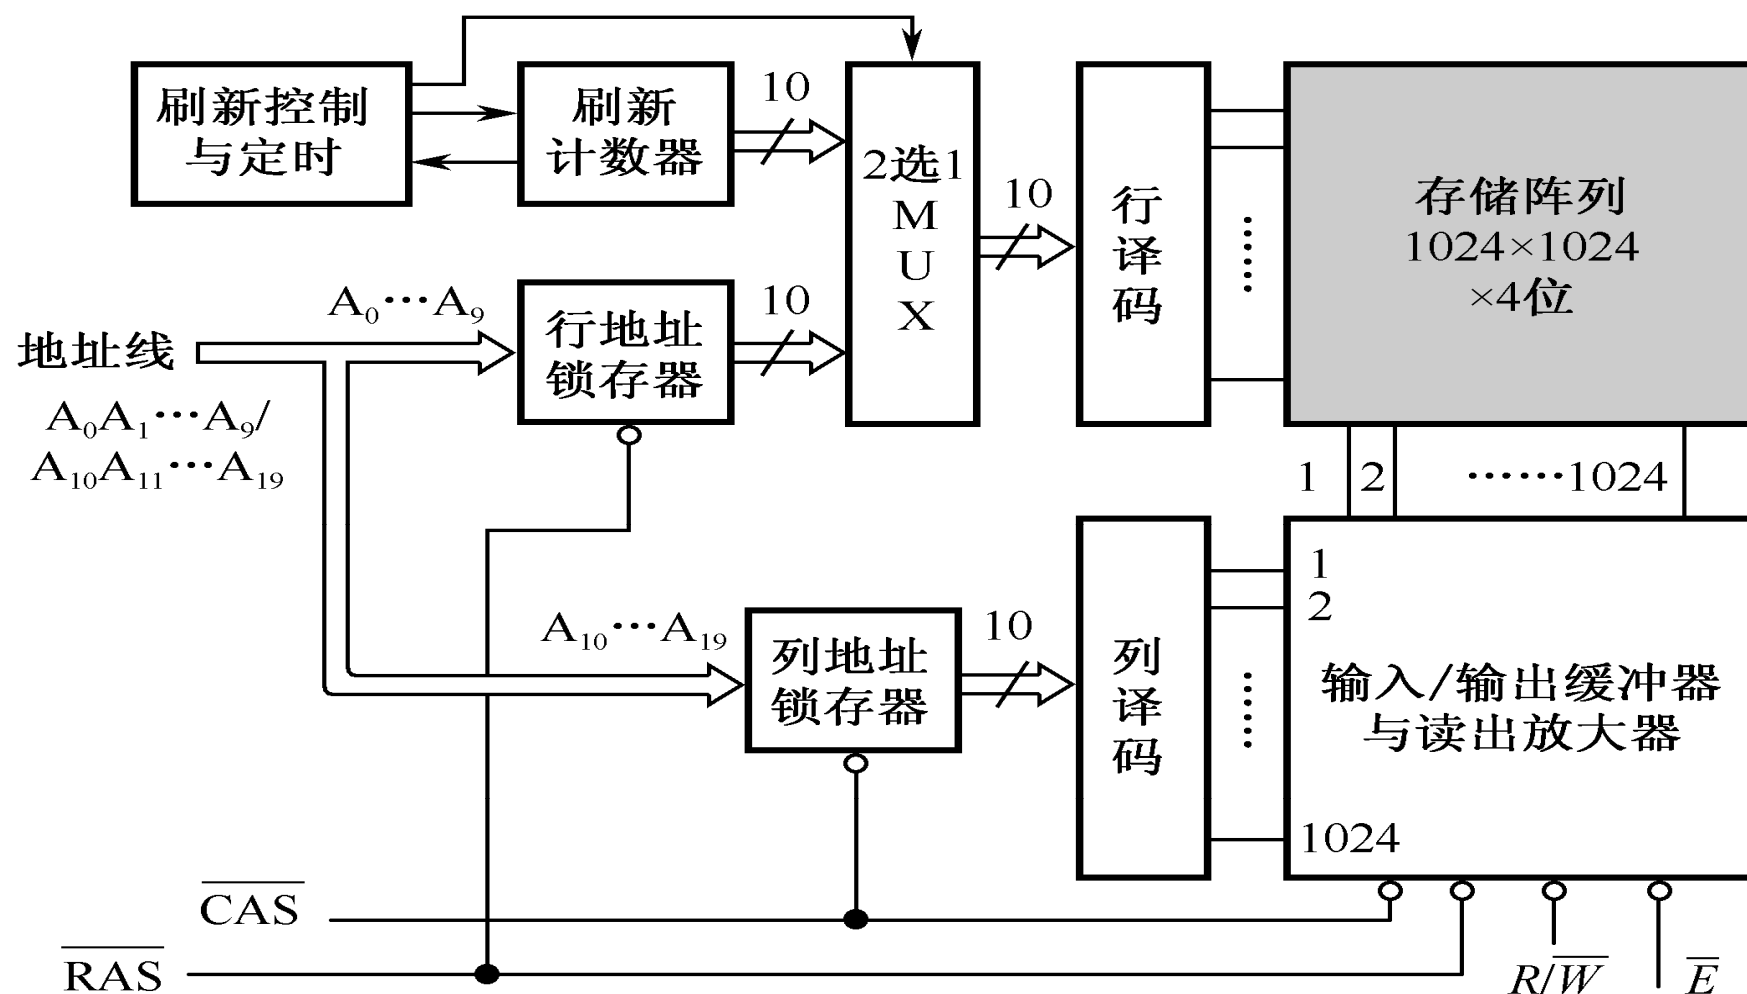 刷新控制
与定时
刷新
计数器
10
2选1
M
U
X
10
行
译
码
存储阵列
1024×1024
×4位
地址线
A₀···A₉
行地址
锁存器
10
A₀A₁···A₉/
A₁₀A₁₁···A₁₉
1 2 ······1024
A₁₀···A₁₉
列地址
锁存器
10
列
译
码
1
2
输入/输出缓冲器
与读出放大器
1024
C̅A̅S̅
R̅A̅S̅
R/W̅
E̅